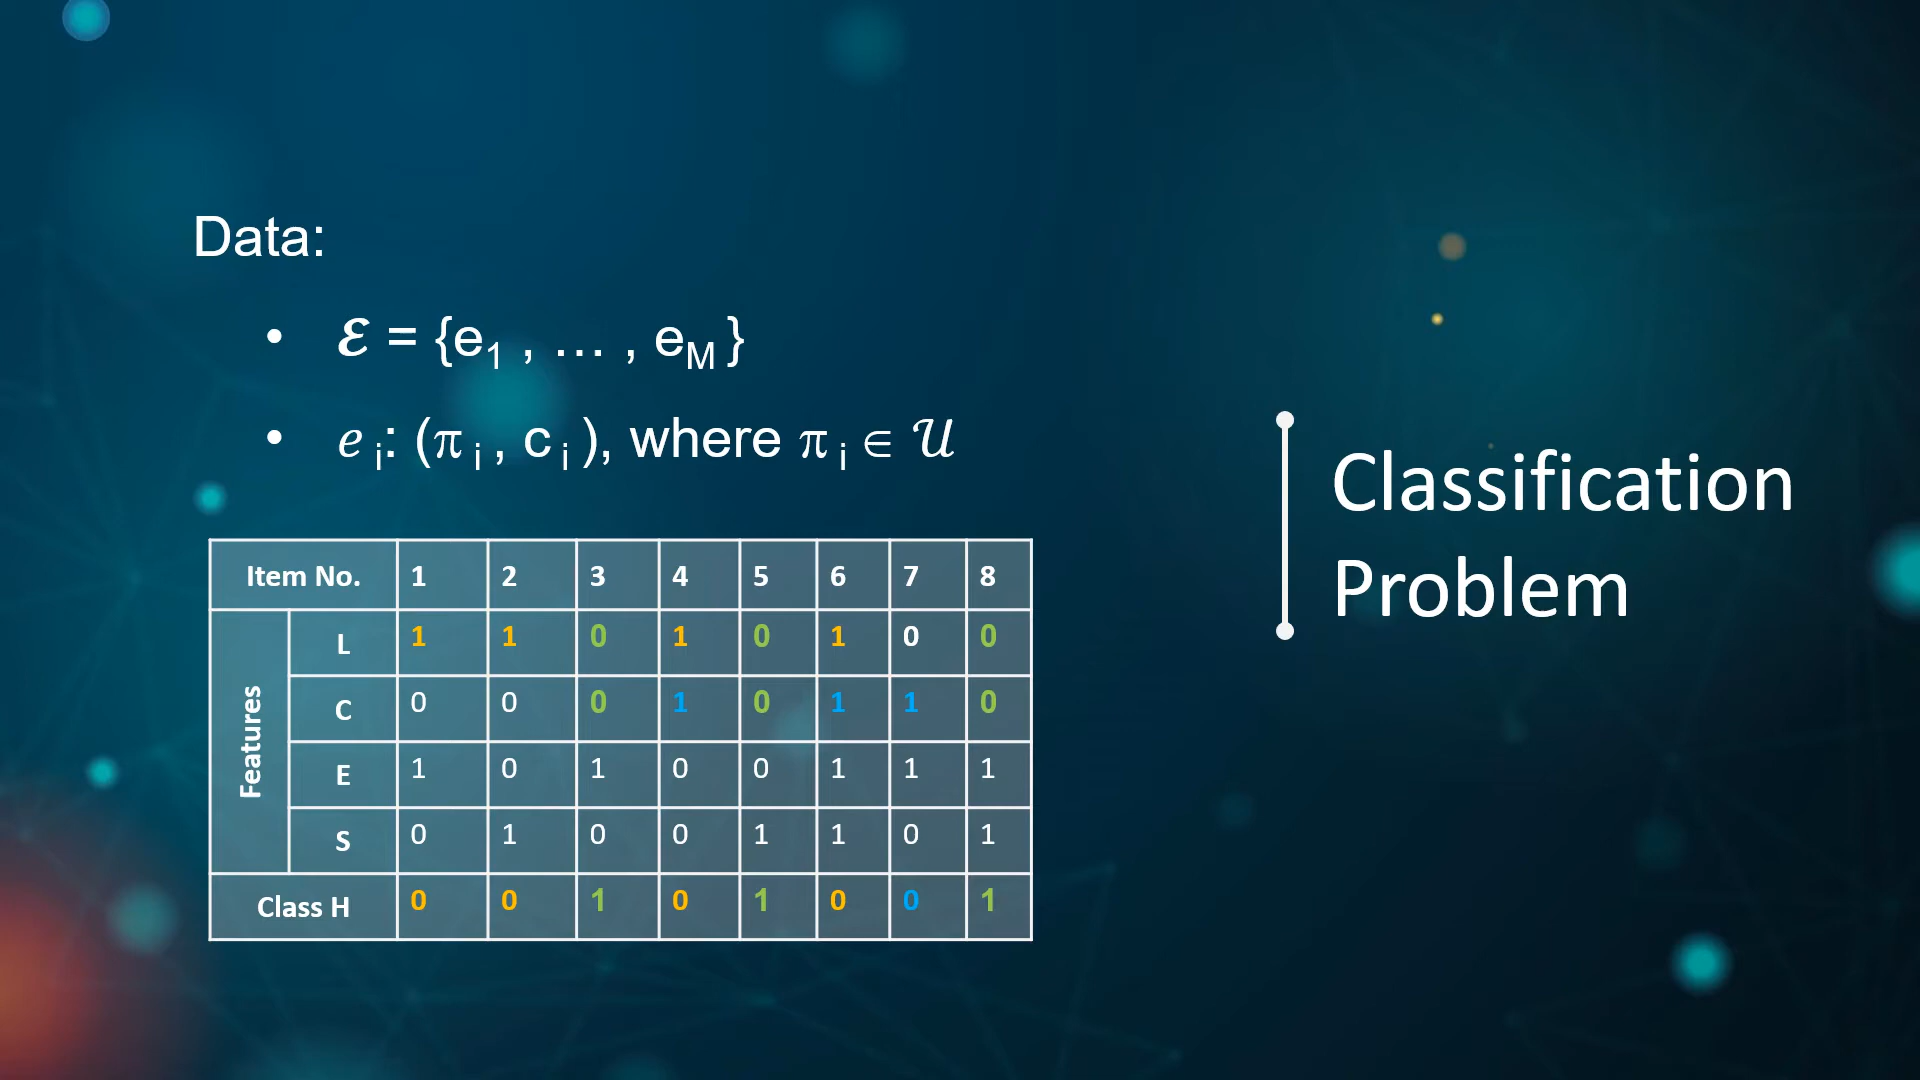 Data:
• ℰ = {e1 , … , eM }
• e i: (π i , c i ), where π i ∈ 𝒰
Item No. 1 2 3 4 5 6 7 8
Features
L 1 1 0 1 0 1 0 0
C 0 0 0 1 0 1 1 0
E 1 0 1 0 0 1 1 1
S 0 1 0 0 1 1 0 1
Class H 0 0 1 0 1 0 0 1
Classification
Problem